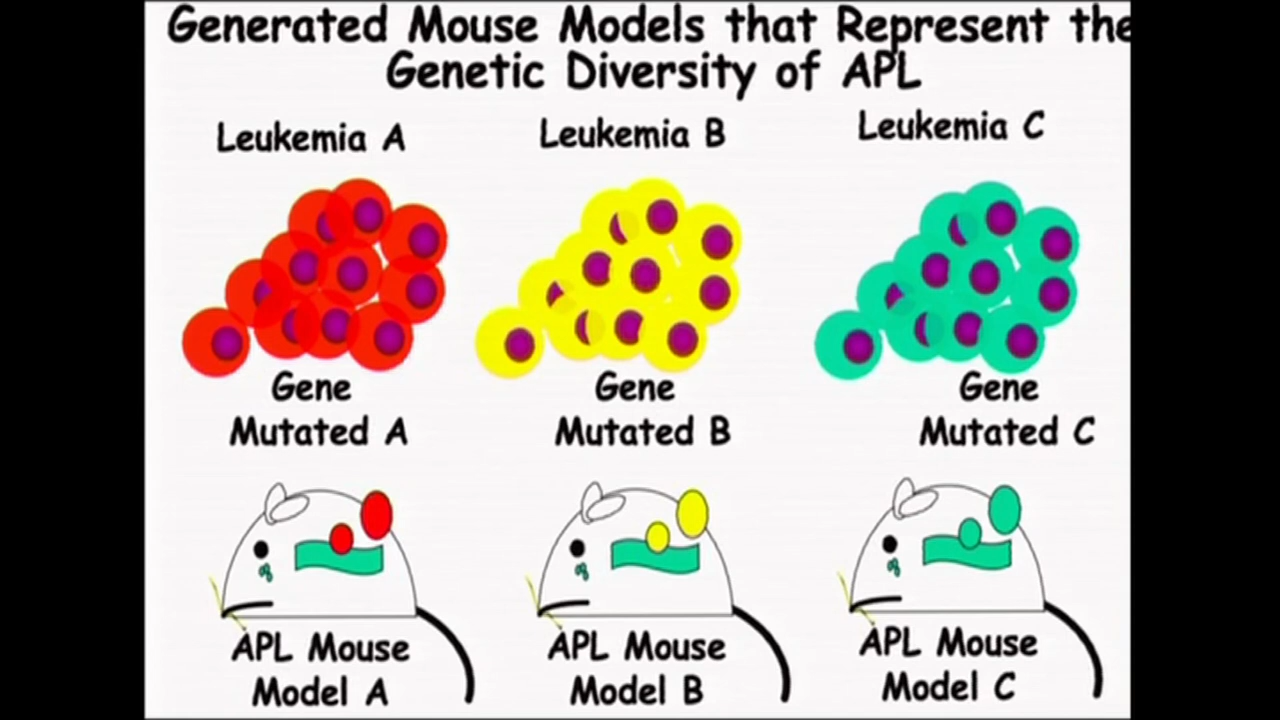 Generated Mouse Models that Represent the
Genetic Diversity of APL
Leukemia A
Leukemia B
Leukemia C
Gene
Mutated A
Gene
Mutated B
Gene
Mutated C
APL Mouse
Model A
APL Mouse
Model B
APL Mouse
Model C